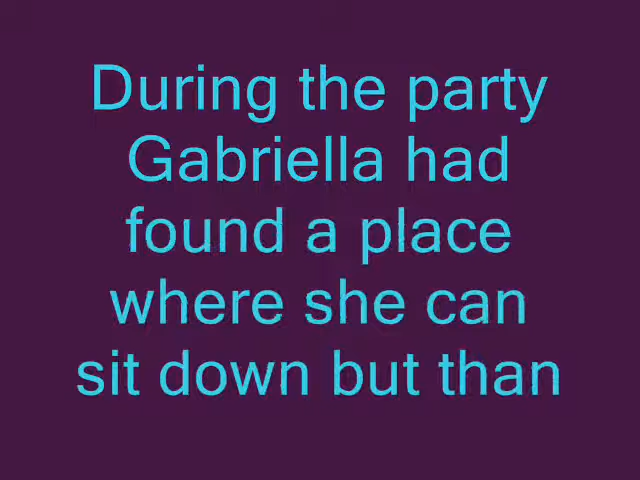 During the party
Gabriella had
found a place
where she can
sit down but than